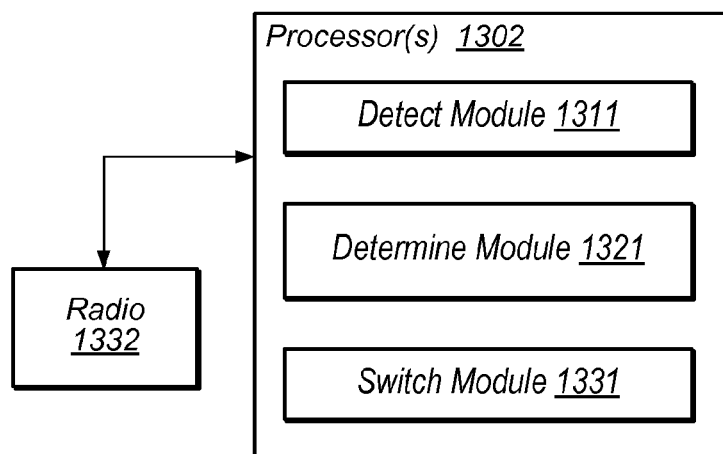 Processor(s) 1302
Detect Module 1311
Determine Module 1321
Radio
1332
Switch Module 1331